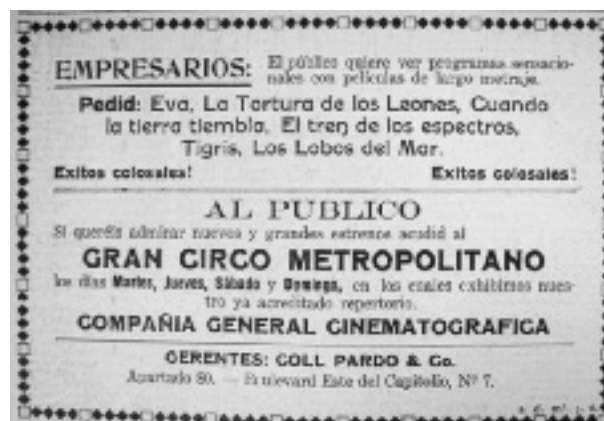 EMPRESARIOS: El público quiere ver programas sensacio-
nales con películas de largo metraje.
Pedid: Eva, La Tortura de los Leones, Cuando
la tierra tiembla, El tren de los espectros,
Tigris, Los Lobos del Mar.
Exitos colosales! Exitos colosales!
AL PUBLICO
Si queréis admirar nuevos y grandes estrenos acudid al
GRAN CIRCO METROPOLITANO
los días Martes, Jueves, Sábado y Domingo, en los cuales exhibimos nues-
tro ya acreditado repertorio.
COMPAÑIA GENERAL CINEMATOGRAFICA
GERENTES: COLL PARDO & Co.
Apartado 80. — Boulevard Este del Capitolio, Nº 7.